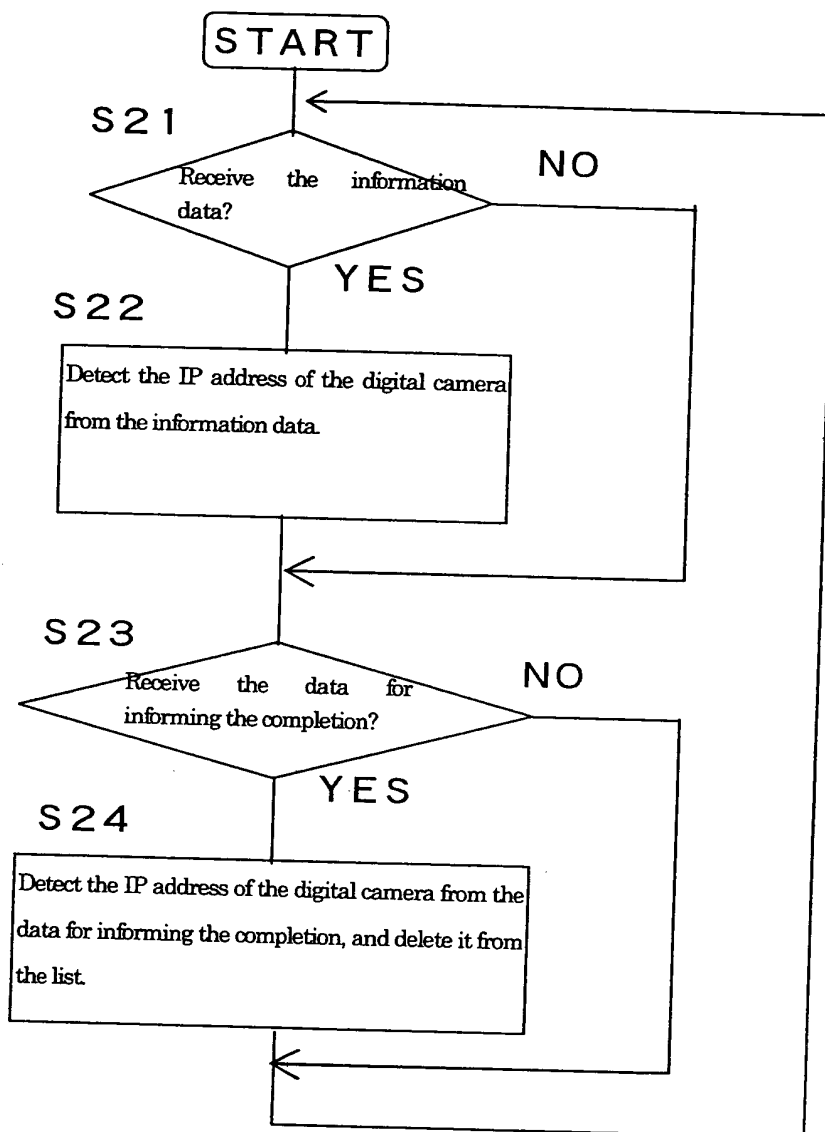 START
S21
NO
Receive the information
data?
YES
S22
Detect the IP address of the digital camera
from the information data.
S23
NO
Receive the data for
informing the completion?
YES
S24
Detect the IP address of the digital camera from the
data for informing the completion, and delete it from
the list.